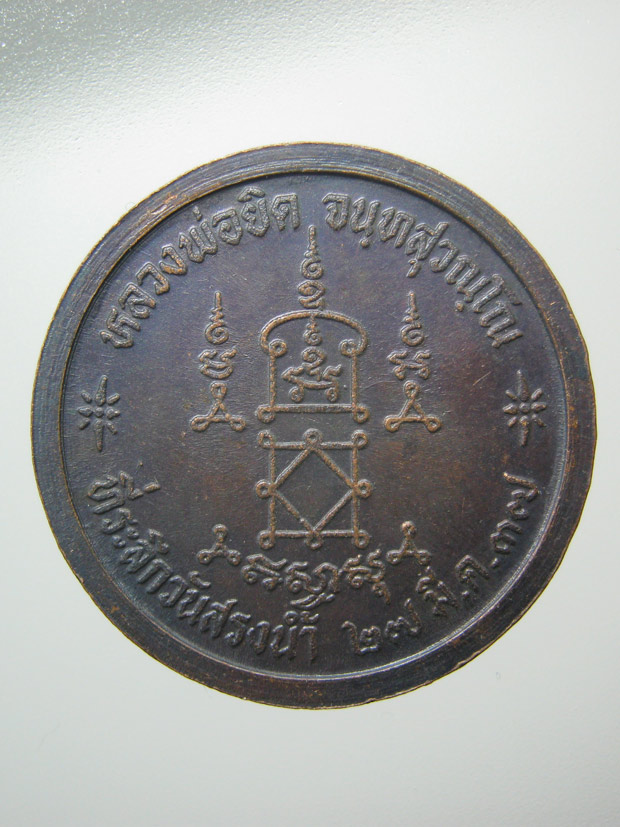 หลวงพ่อขิด จนฺทสุวณฺโณ
ที่ระลึกวันสรงน้ำ ๒๗ มี.ค.๓๗